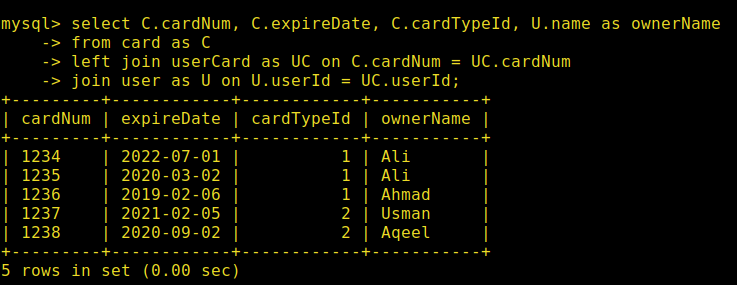 mysql> select C.cardNum, C.expireDate, C.cardTypeId, U.name as ownerName
    -> from card as C
    -> left join userCard as UC on C.cardNum = UC.cardNum
    -> join user as U on U.userId = UC.userId;
+---------+------------+------------+-----------+
| cardNum | expireDate | cardTypeId | ownerName |
+---------+------------+------------+-----------+
| 1234    | 2022-07-01 |          1 | Ali       |
| 1235    | 2020-03-02 |          1 | Ali       |
| 1236    | 2019-02-06 |          1 | Ahmad     |
| 1237    | 2021-02-05 |          2 | Usman     |
| 1238    | 2020-09-02 |          2 | Aqeel     |
+---------+------------+------------+-----------+
5 rows in set (0.00 sec)